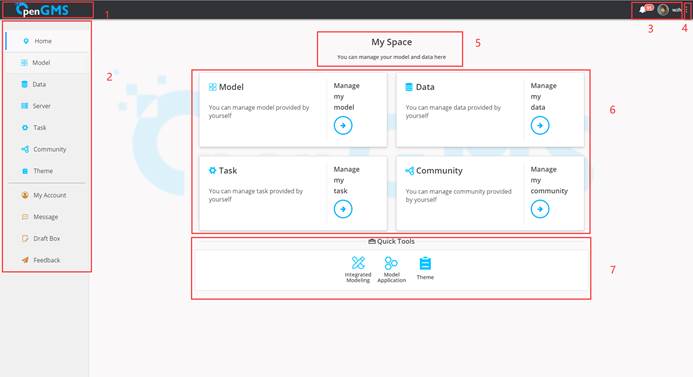 OpenGMS
1
2
3
4
Home
Model
Data
Server
Task
Community
Theme
My Account
Message
Draft Box
Feedback
5
My Space
You can manage your model and data here
6
Model
You can manage model provided by
yourself
Manage
my
model
Data
You can manage data provided by
yourself
Manage
my
data
Task
You can manage task provided by
yourself
Manage
my
task
Community
You can manage community provided
by yourself
Manage
my
community
7
Quick Tools
Integrated
Modeling
Model
Application
Theme